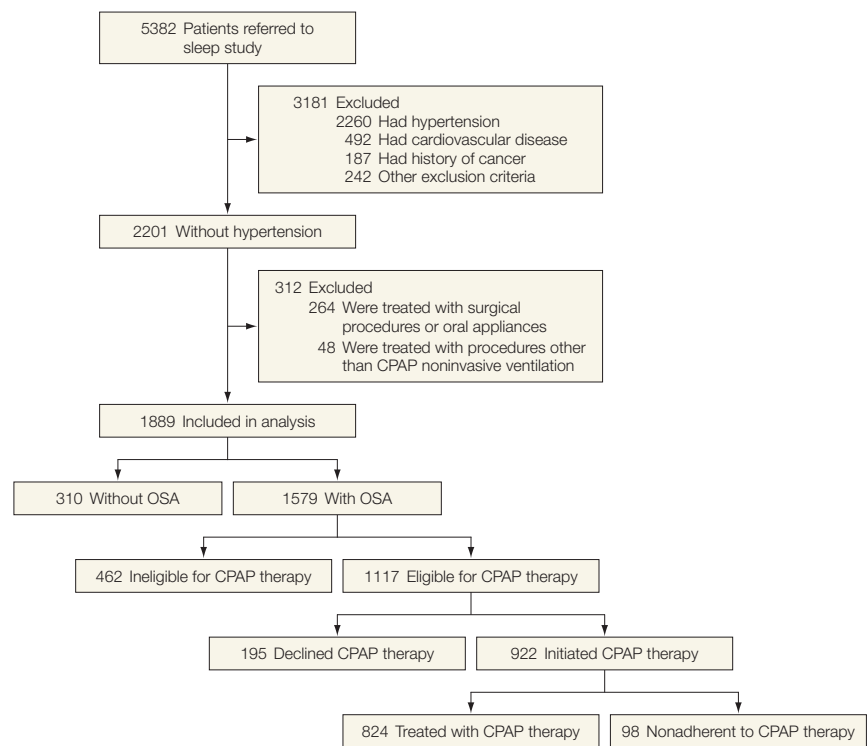 5382 Patients referred to
sleep study
3181 Excluded
2260 Had hypertension
492 Had cardiovascular disease
187 Had history of cancer
242 Other exclusion criteria
2201 Without hypertension
312 Excluded
264 Were treated with surgical
procedures or oral appliances
48 Were treated with procedures other
than CPAP noninvasive ventilation
1889 Included in analysis
310 Without OSA
1579 With OSA
462 Ineligible for CPAP therapy
1117 Eligible for CPAP therapy
195 Declined CPAP therapy
922 Initiated CPAP therapy
824 Treated with CPAP therapy
98 Nonadherent to CPAP therapy